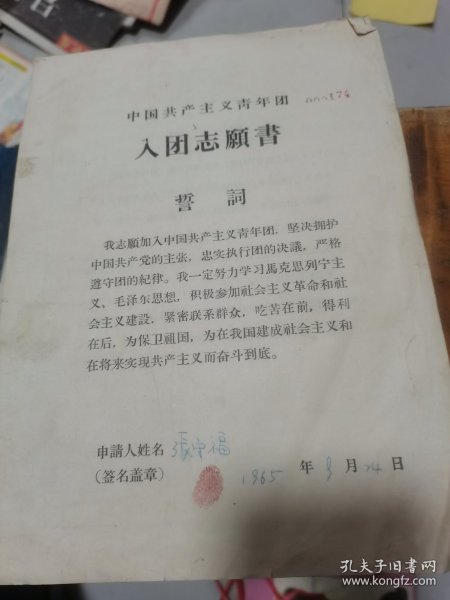 中国共产主义青年团 000174
入团志願書
誓詞
我志願加入中国共产主义青年团，坚决拥护
中国共产党的主张，忠实执行团的决議，严格
遵守团的紀律。我一定努力学习馬克思列宁主
义、毛泽东思想，积极参加社会主义革命和社
会主义建設，紧密联系群众，吃苦在前，得利
在后，为保卫祖国，为在我国建成社会主义和
在将来实现共产主义而奋斗到底。
申請人姓名 張 福
(签名盖章)
1965 年 8 月 24 日
孔夫子旧书网
www.kongfz.com